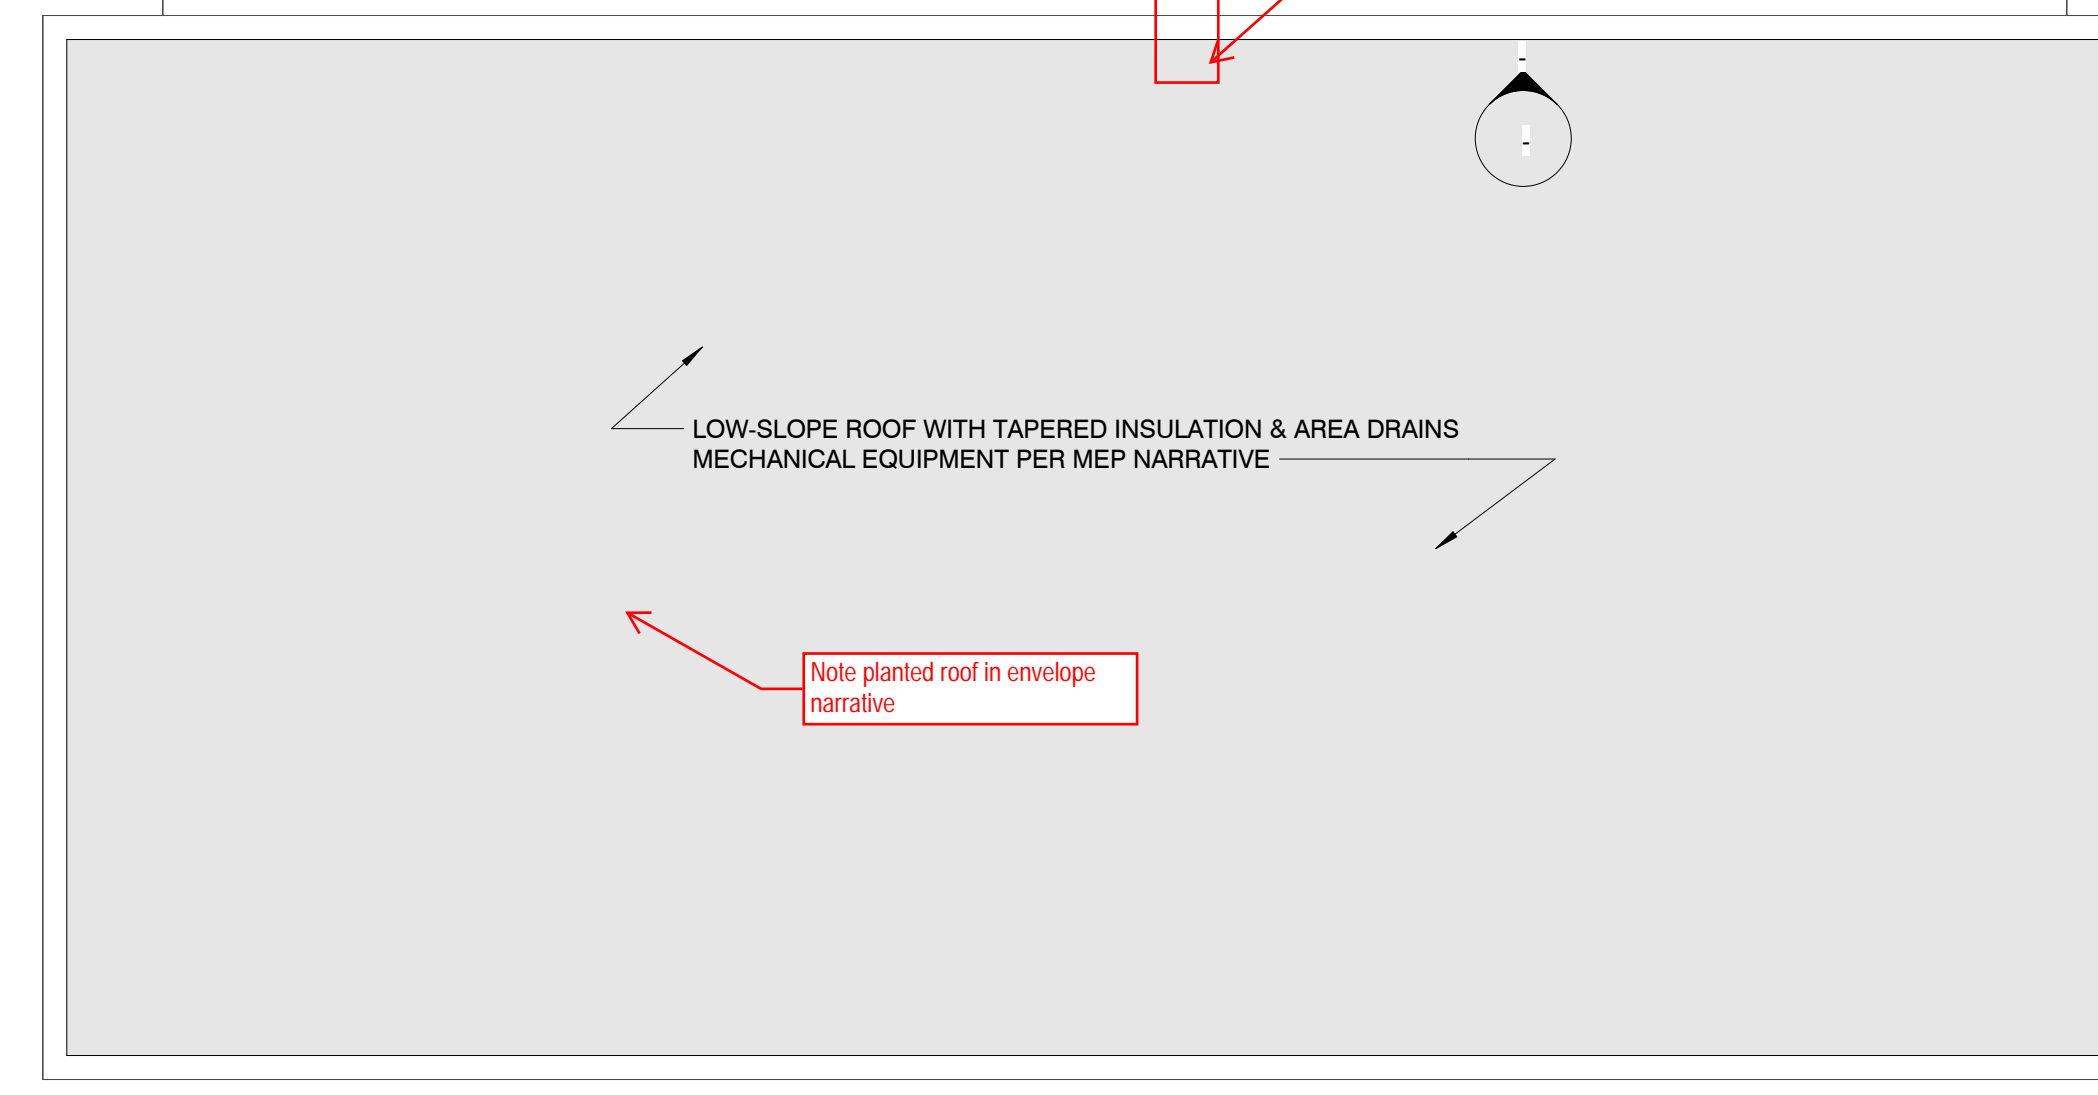 -
-
LOW-SLOPE ROOF WITH TAPERED INSULATION & AREA DRAINS
MECHANICAL EQUIPMENT PER MEP NARRATIVE
Note planted roof in envelope
narrative